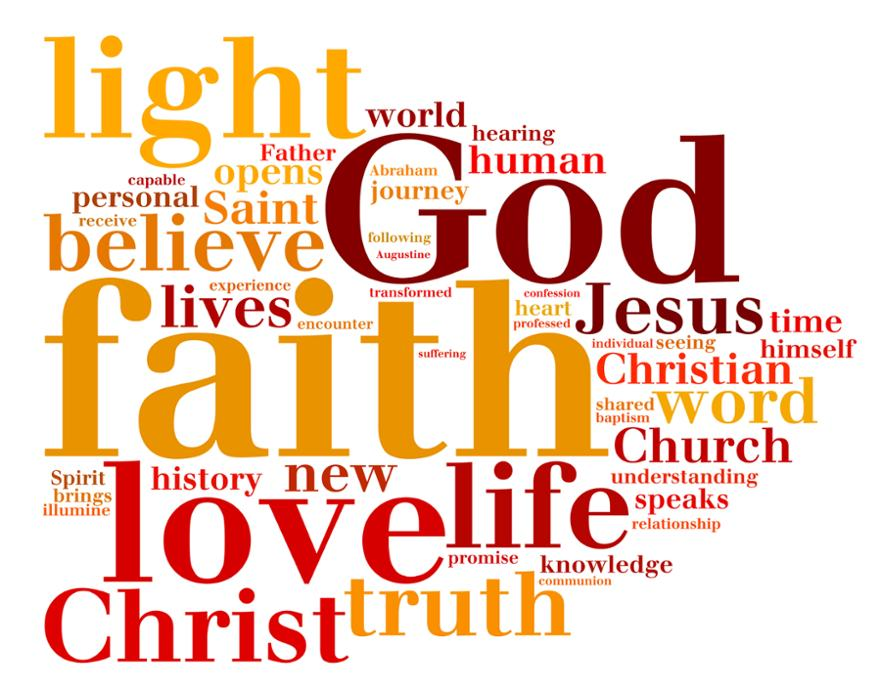 light
world
hearing
Father
human
God
opens
Abraham
capable
journey
personal
Saint
receive
believe
following
Augustine
experience
transformed
confession
lives
heart
Jesus
encounter
professed
time
faith
individual
seeing
himself
suffering
Christian
shared
word
baptism
Church
Spirit
history
new
understanding
brings
love
life
speaks
illumine
relationship
promise
knowledge
communion
Christ
truth